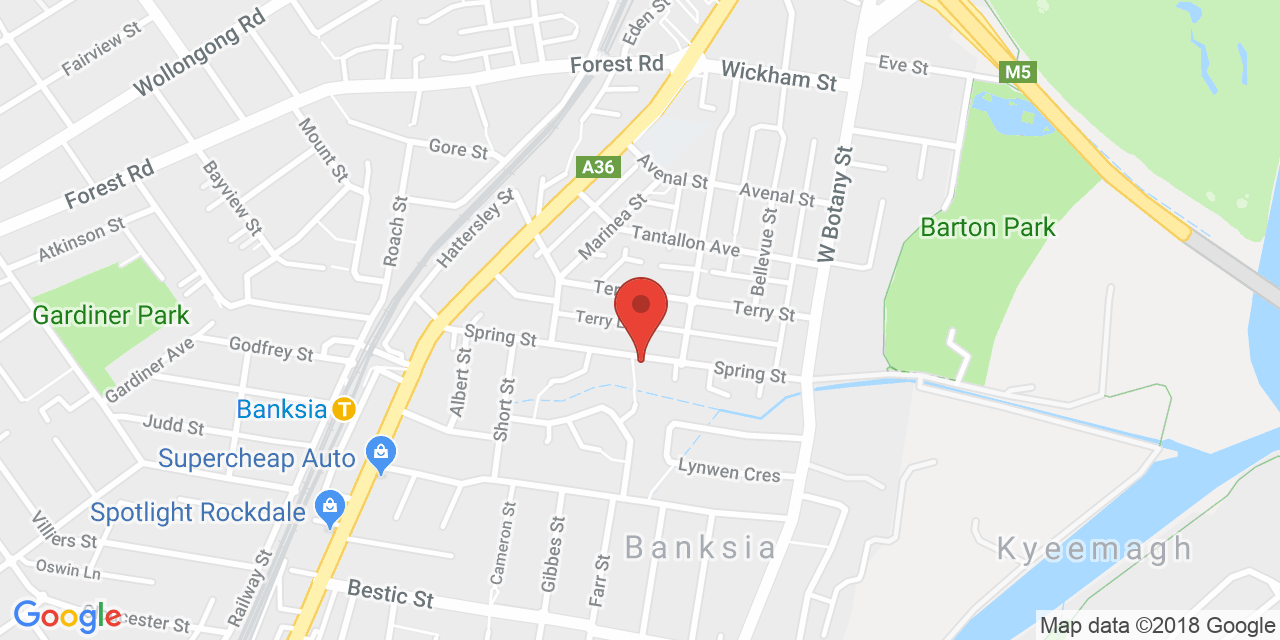 Eden St
Fairview St
Wollongong Rd
Forest Rd
Wickham St
Eve St
M5
Mount St
Gore St
A36
Avenal St
Avenal St
Forest Rd
Bayview St
Roach St
Hattersley St
Marinea St
Bellevue St
W Botany St
Barton Park
Atkinson St
Tantallon Ave
Gardiner Park
Terry St
Terry
Spring St
Godfrey St
Gardiner Ave
Albert St
Short St
Spring St
Banksia
T
Judd St
Supercheap Auto
Lynwen Cres
Spotlight Rockdale
Villiers St
Cameron St
Gibbes St
Farr St
Banksia
Kyeemagh
Oswin Ln
Railway St
Bestic St
Google
cester St
Map data ©2018 Google